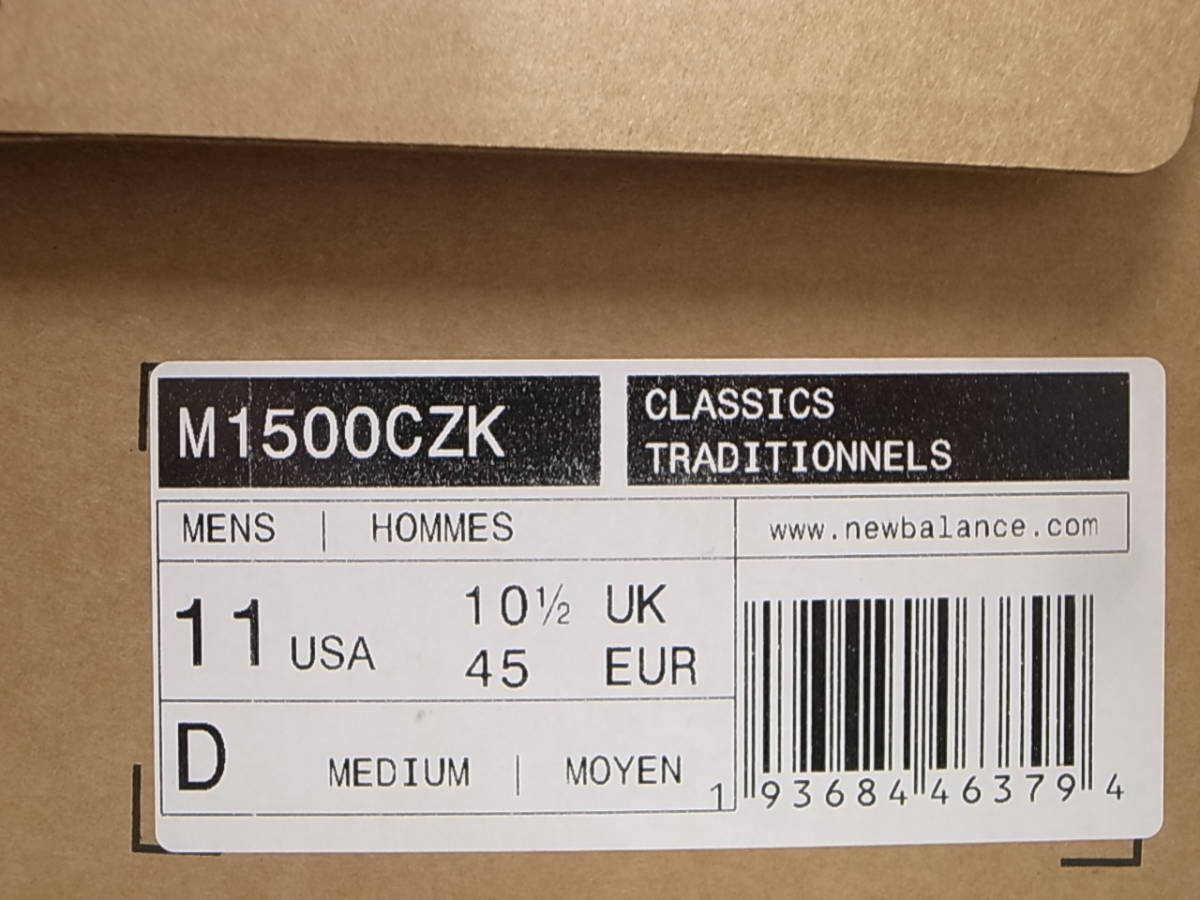 M1500CZK
CLASSICS
TRADITIONNELS
MENS | HOMMES
www.newbalance.com
11 USA
10½ UK
45 EUR
D MEDIUM | MOYEN
1 93684 46379 4